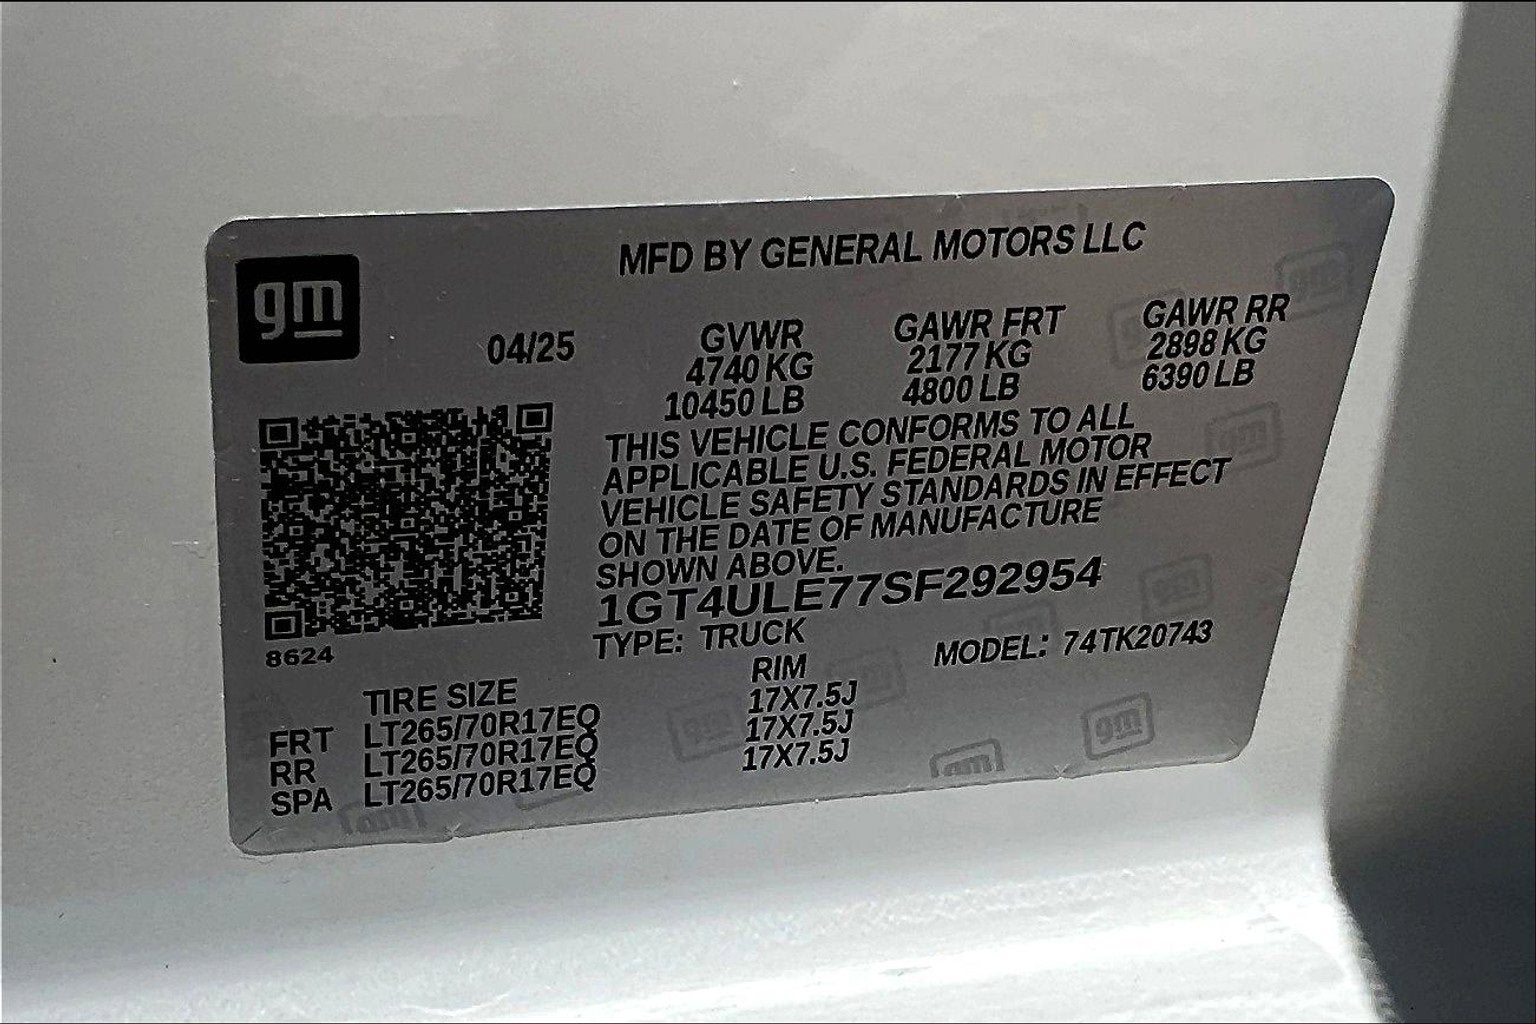 gm
MFD BY GENERAL MOTORS LLC
04/25
GVWR GAWR FRT GAWR RR
4740 KG 2177 KG 2898 KG
10450 LB 4800 LB 6390 LB
THIS VEHICLE CONFORMS TO ALL
APPLICABLE U.S. FEDERAL MOTOR
VEHICLE SAFETY STANDARDS IN EFFECT
ON THE DATE OF MANUFACTURE
SHOWN ABOVE.
1GT4ULE77SF292954
8624
TYPE: TRUCK MODEL: 74TK20743
TIRE SIZE RIM
FRT LT265/70R17EQ 17X7.5J
RR LT265/70R17EQ 17X7.5J
SPA LT265/70R17EQ 17X7.5J